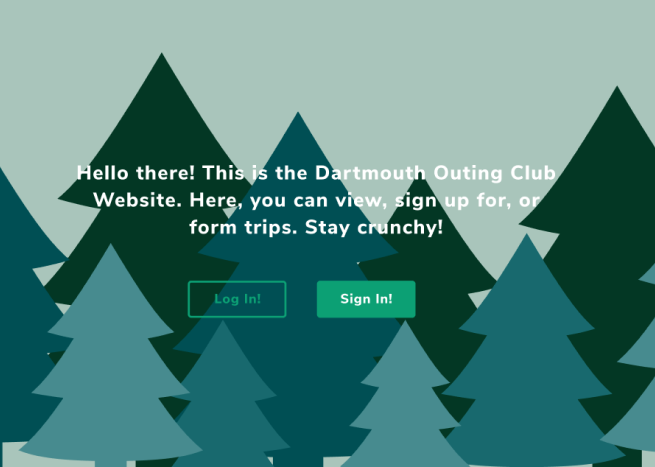 Hello there! This is the Dartmouth Outing Club
Website. Here, you can view, sign up for, or
form trips. Stay crunchy!
Log In!
Sign In!